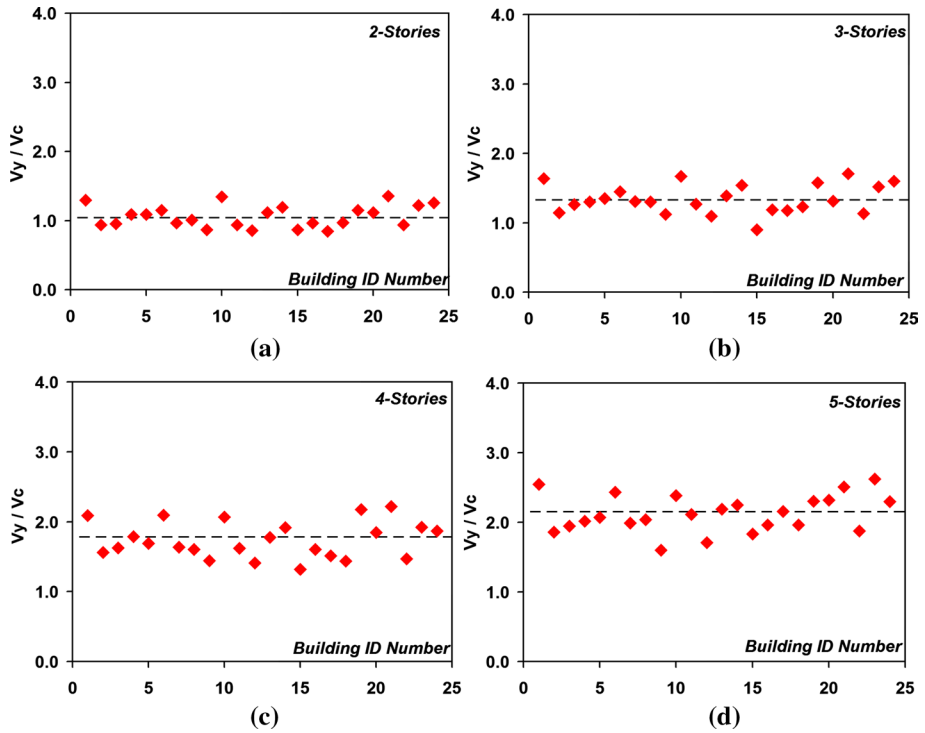 2-Stories
4.0
3.0
2.0
1.0
0.0
Vy / Vc
Building ID Number
0 5 10 15 20 25
(a)
3-Stories
4.0
3.0
2.0
1.0
0.0
Vy / Vc
Building ID Number
0 5 10 15 20 25
(b)
4-Stories
4.0
3.0
2.0
1.0
0.0
Vy / Vc
Building ID Number
0 5 10 15 20 25
(c)
5-Stories
4.0
3.0
2.0
1.0
0.0
Vy / Vc
Building ID Number
0 5 10 15 20 25
(d)